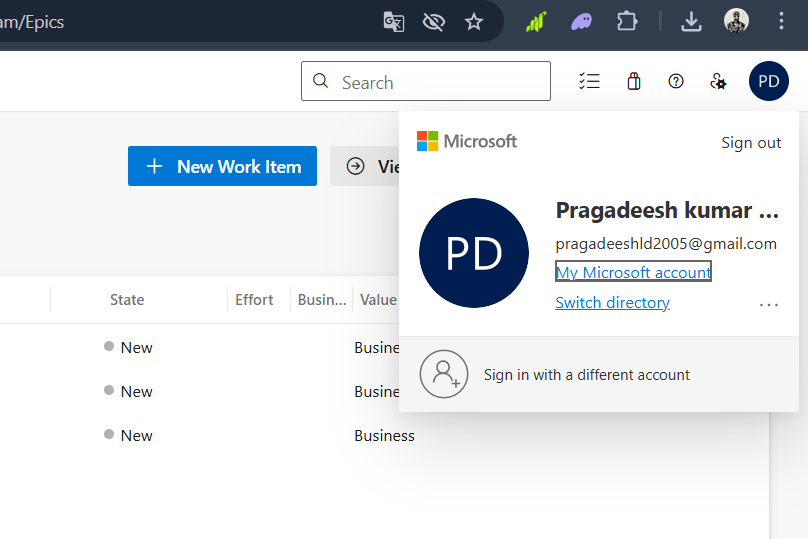 am/Epics
Search
PD
Microsoft
Sign out
New Work Item
Vie
PD
Pragadeesh kumar ...
pragadeeshld2005@gmail.com
My Microsoft account
Switch directory
State
Effort
Busin...
Value
New
Busine
Sign in with a different account
New
Busine
New
Business